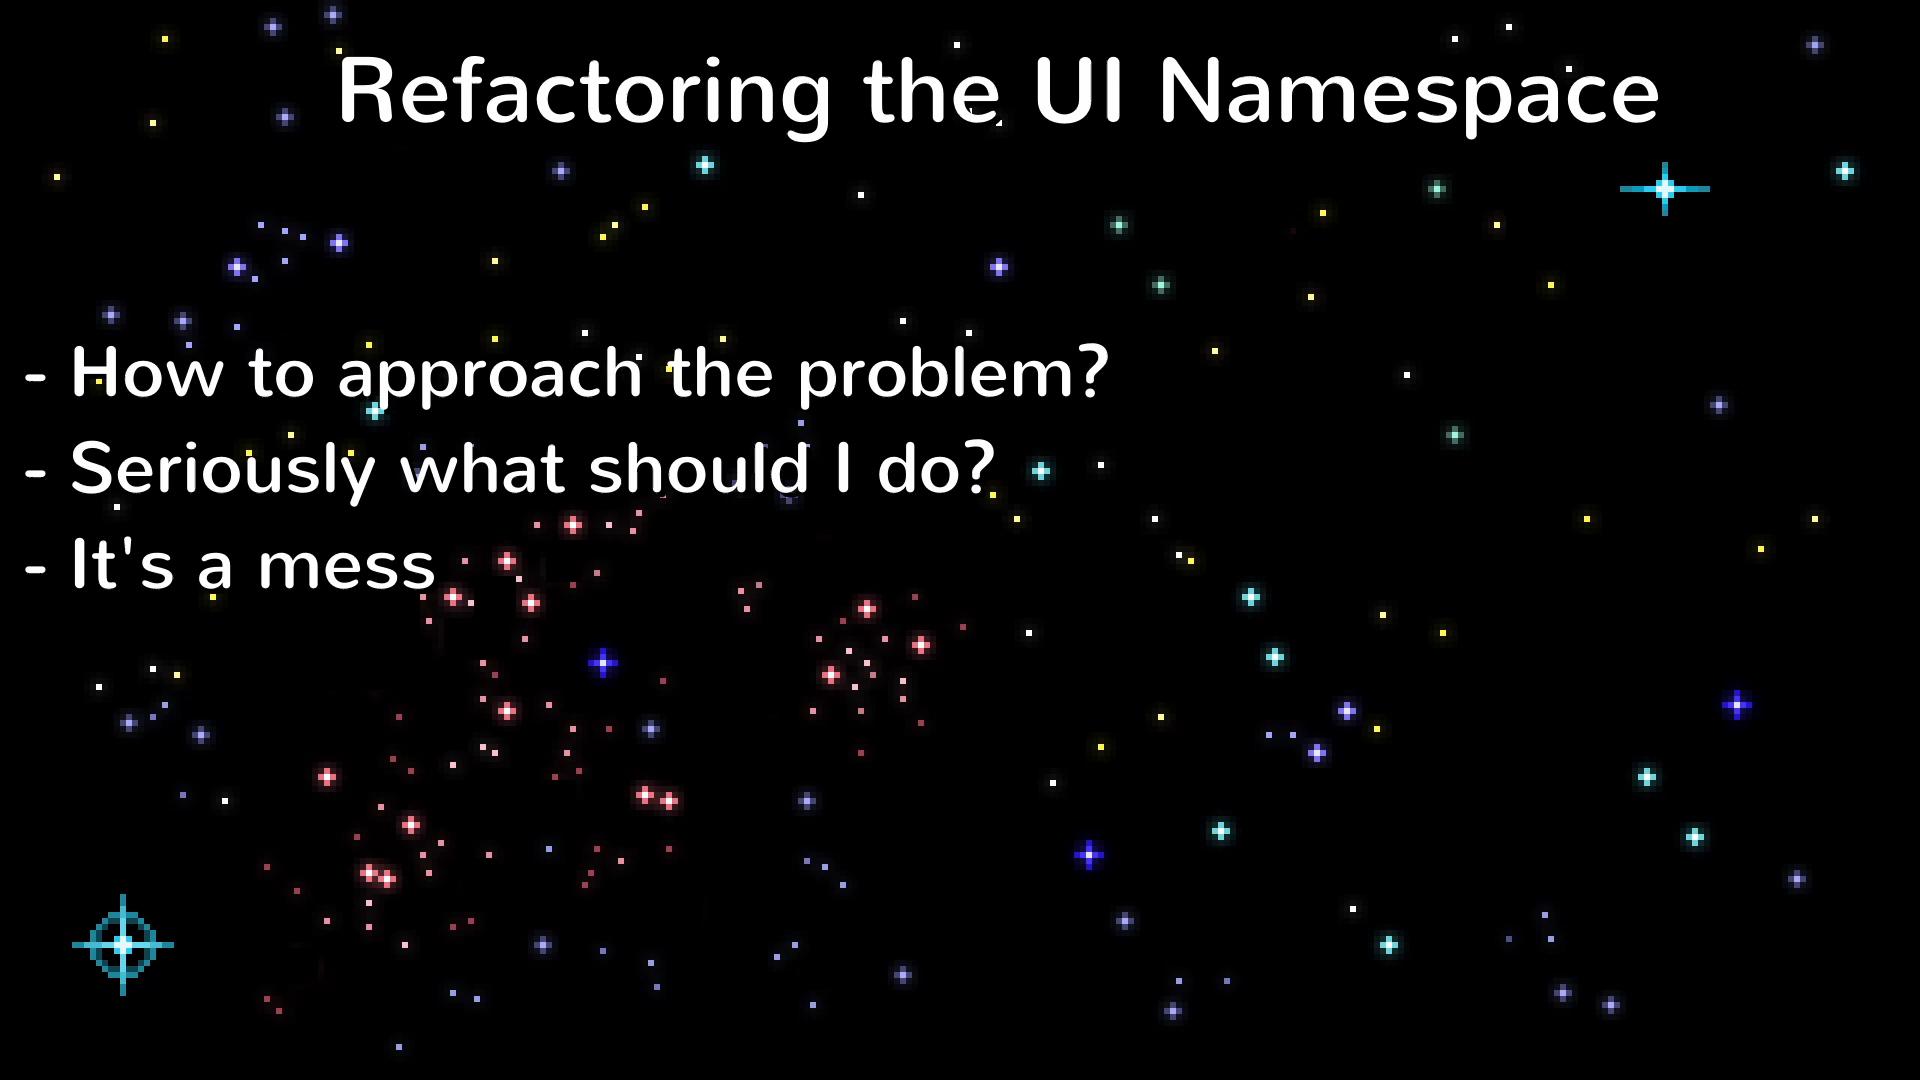 Refactoring the UI Namespace
- How to approach the problem?
- Seriously what should I do?
- It's a mess